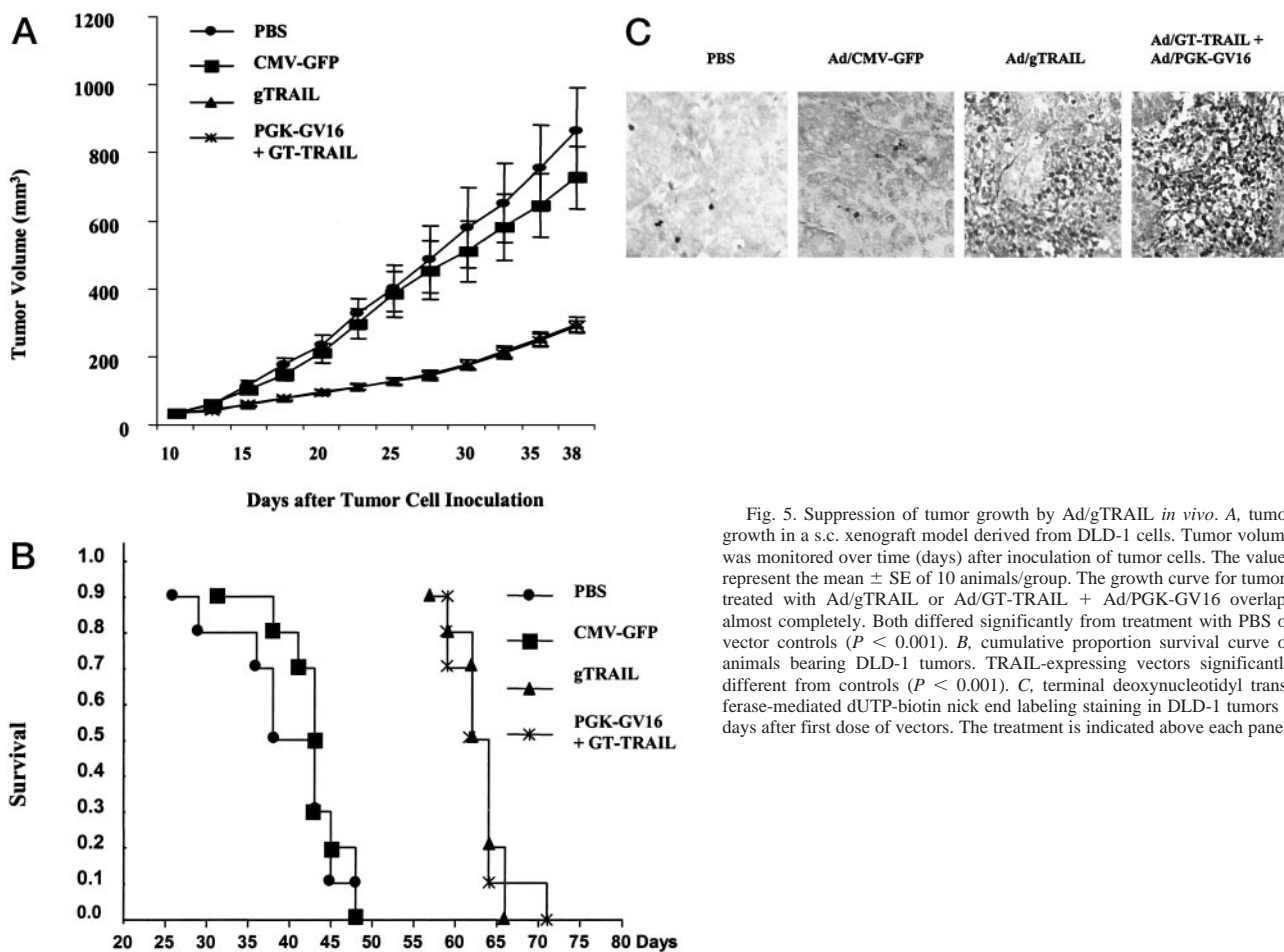 A
1200
1000
800
600
400
200
0
Tumor Volume (mm³)
PBS
CMV-GFP
gTRAIL
PGK-GV16
+ GT-TRAIL
10 15 20 25 30 35 38
Days after Tumor Cell Inoculation
B
1.0
0.9
0.8
0.7
0.6
0.5
0.4
0.3
0.2
0.1
0.0
Survival
PBS
CMV-GFP
gTRAIL
PGK-GV16
+ GT-TRAIL
20 25 30 35 40 45 50 55 60 65 70 75 80 Days
C
PBS
Ad/CMV-GFP
Ad/gTRAIL
Ad/GT-TRAIL +
Ad/PGK-GV16
Fig. 5. Suppression of tumor growth by Ad/gTRAIL in vivo. A, tumo
growth in a s.c. xenograft model derived from DLD-1 cells. Tumor volum
was monitored over time (days) after inoculation of tumor cells. The value
represent the mean ± SE of 10 animals/group. The growth curve for tumor
treated with Ad/gTRAIL or Ad/GT-TRAIL + Ad/PGK-GV16 overlap
almost completely. Both differed significantly from treatment with PBS o
vector controls (P < 0.001). B, cumulative proportion survival curve o
animals bearing DLD-1 tumors. TRAIL-expressing vectors significantl
different from controls (P < 0.001). C, terminal deoxynucleotidyl trans
ferase-mediated dUTP-biotin nick end labeling staining in DLD-1 tumors
days after first dose of vectors. The treatment is indicated above each pane